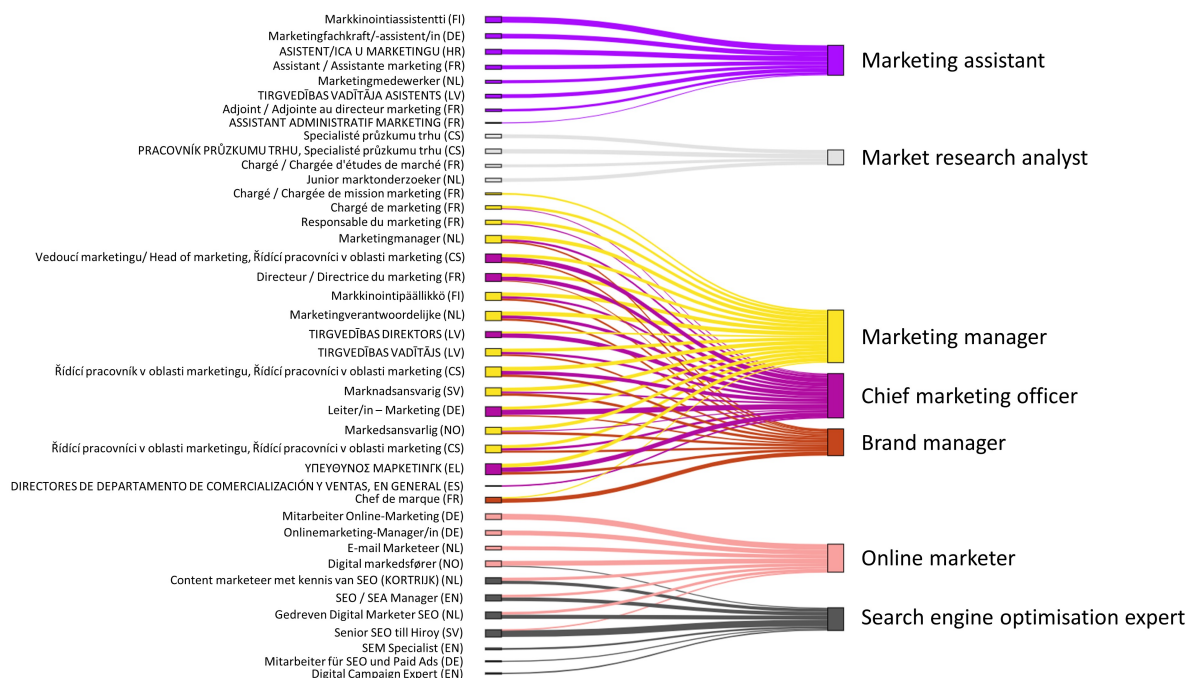 Markkinointiassistentti (FI)
Marketingfachkraft/-assistent/in (DE)
ASISTENT/ICA U MARKETINGU (HR)
Assistant / Assistante marketing (FR)
Marketingmedewerker (NL)
TIRGVEDĪBAS VADĪTĀJA ASISTENTS (LV)
Adjoint / Adjointe au directeur marketing (FR)
ASSISTANT ADMINISTRATIF MARKETING (FR)
Specialisté průzkumu trhu (CS)
PRACOVNÍK PRŮZKUMU TRHU, Specialisté průzkumu trhu (CS)
Chargé / Chargée d'études de marché (FR)
Junior marktonderzoeker (NL)
Chargé / Chargée de mission marketing (FR)
Chargé de marketing (FR)
Responsable du marketing (FR)
Marketingmanager (NL)
Vedoucí marketingu/ Head of marketing, Řídící pracovníci v oblasti marketing (CS)
Directeur / Directrice du marketing (FR)
Markkinointipäällikkö (FI)
Marketingverantwoordelijke (NL)
TIRGVEDĪBAS DIREKTORS (LV)
TIRGVEDĪBAS VADĪTĀJS (LV)
Řídící pracovník v oblasti marketingu, Řídící pracovníci v oblasti marketing (CS)
Marknadsansvarig (SV)
Leiter/in – Marketing (DE)
Markedsansvarlig (NO)
Řídící pracovníci v oblasti marketingu, Řídící pracovníci v oblasti marketing (CS)
ΥΠΕΥΘΥΝΟΣ ΜΑΡΚΕΤΙΝΓΚ (EL)
DIRECTORES DE DEPARTAMENTO DE COMERCIALIZACIÓN Y VENTAS, EN GENERAL (ES)
Chef de marque (FR)
Mitarbeiter Online-Marketing (DE)
Onlinemarketing-Manager/in (DE)
E-mail Marketeer (NL)
Digital markedsfører (NO)
Content marketeer met kennis van SEO (KORTRIJK) (NL)
SEO / SEA Manager (EN)
Gedreven Digital Marketer SEO (NL)
Senior SEO till Hiroy (SV)
SEM Specialist (EN)
Mitarbeiter für SEO und Paid Ads (DE)
Digital Campaign Expert (EN)
Marketing assistant
Market research analyst
Marketing manager
Chief marketing officer
Brand manager
Online marketer
Search engine optimisation expert